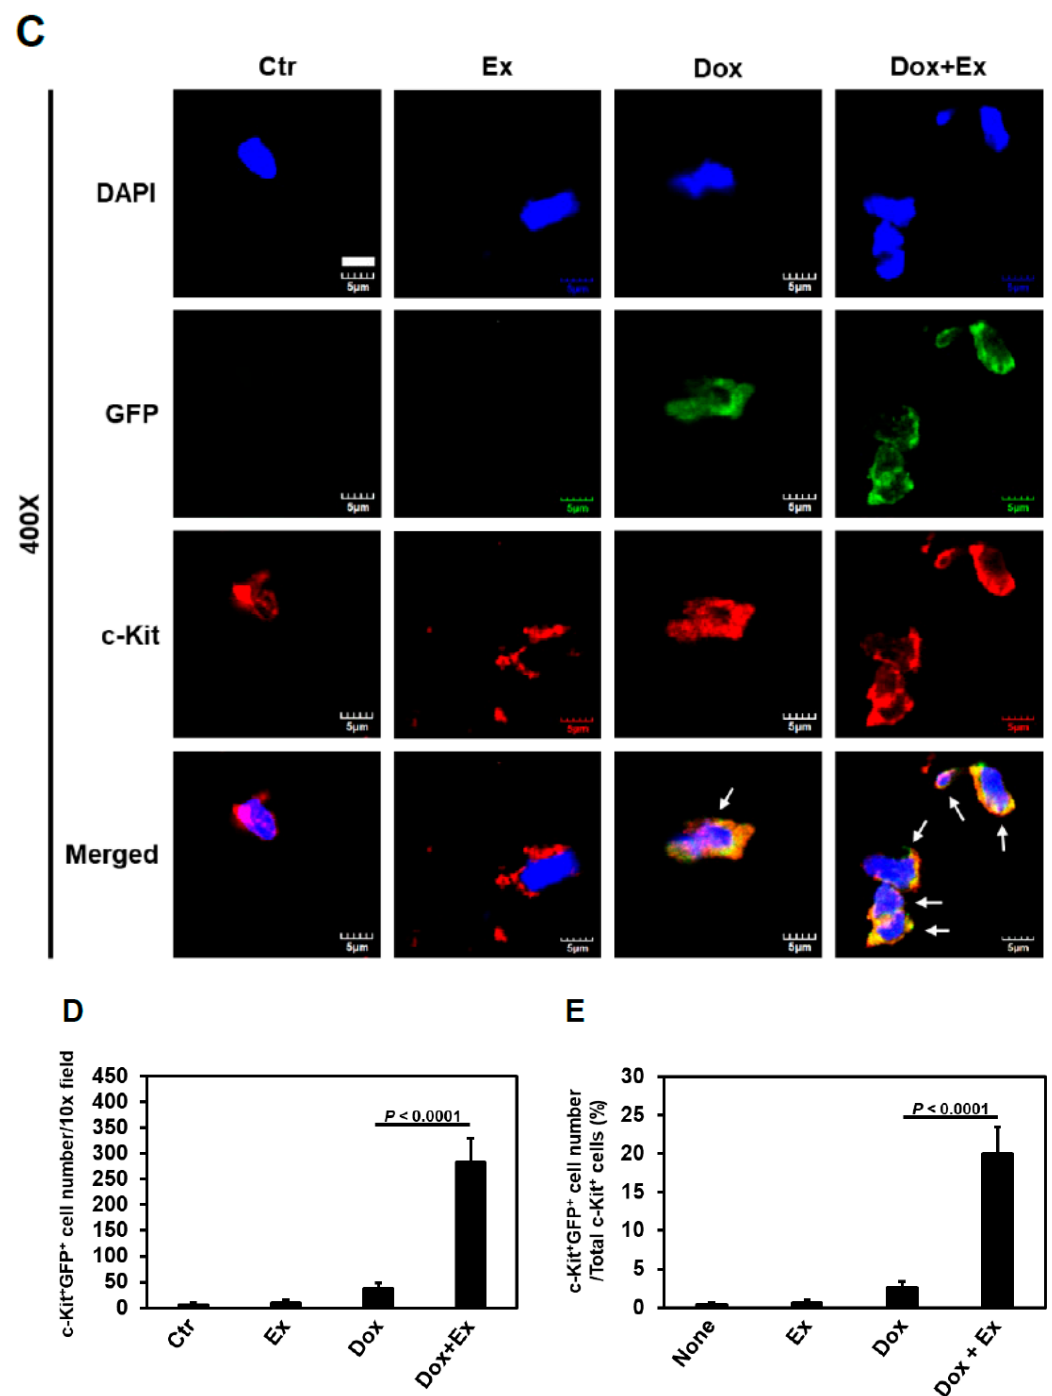 C
Ctr Ex Dox Dox+Ex
400X
DAPI
5µm 5µm 5µm 5µm
GFP
5µm 5µm 5µm 5µm
c-Kit
5µm 5µm 5µm 5µm
Merged
5µm 5µm 5µm 5µm
D
c-Kit⁺GFP⁺ cell number/10x field
450
400
350
300
250
200
150
100
50
0
P < 0.0001
Ctr Ex Dox Dox+Ex
E
c-Kit⁺GFP⁺ cell number
/Total c-Kit⁺ cells (%)
30
25
20
15
10
5
0
P < 0.0001
None Ex Dox Dox + Ex